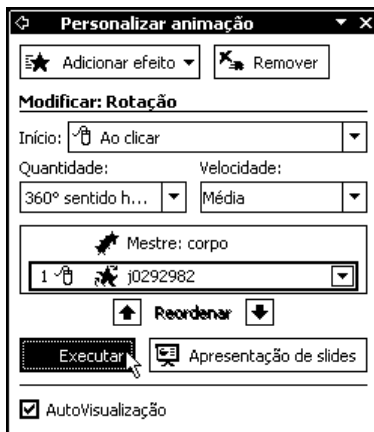 Personalizar animação
Adicionar efeito Remover
Modificar: Rotação
Início: Ao clicar
Quantidade: Velocidade:
360° sentido h... Média
Mestre: corpo
1 j0292982
Reordenar
Executar Apresentação de slides
AutoVisualização